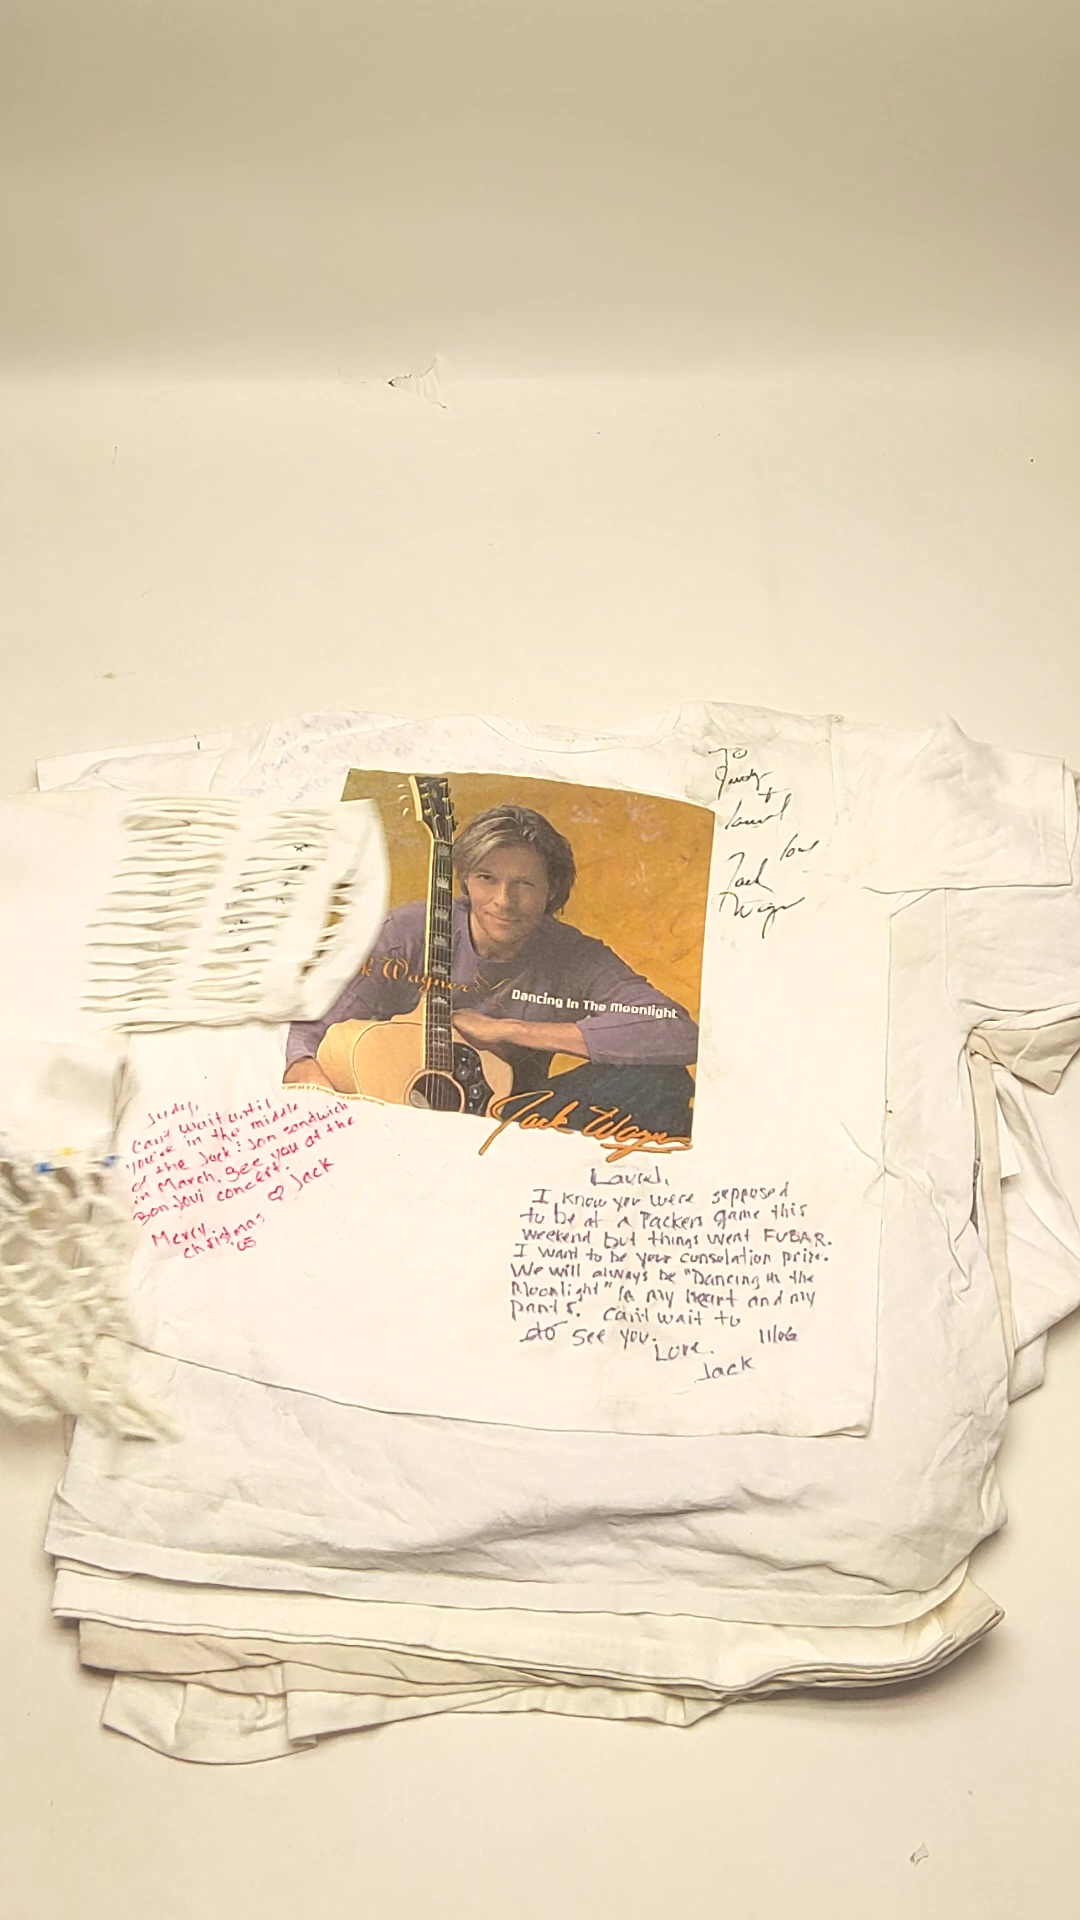 To
Judy
+
Laurel
love
Jack
Wagner
k Wagner
Dancing In The Moonlight
Jack Wagner
Judy,
Can't wait until
you're in the middle
of the Jack & Jon sandwich
in March. See you at the
Bon Jovi concert.
♡ Jack
Merry
Christmas
'05
Laurel,
I know you were supposed
to be at a Packers game this
weekend but things went FUBAR.
I want to be your consolation prize.
We will always be "Dancing in the
Moonlight" in my heart and my
pants. Can't wait to
do see you.
11/06
Love,
Jack